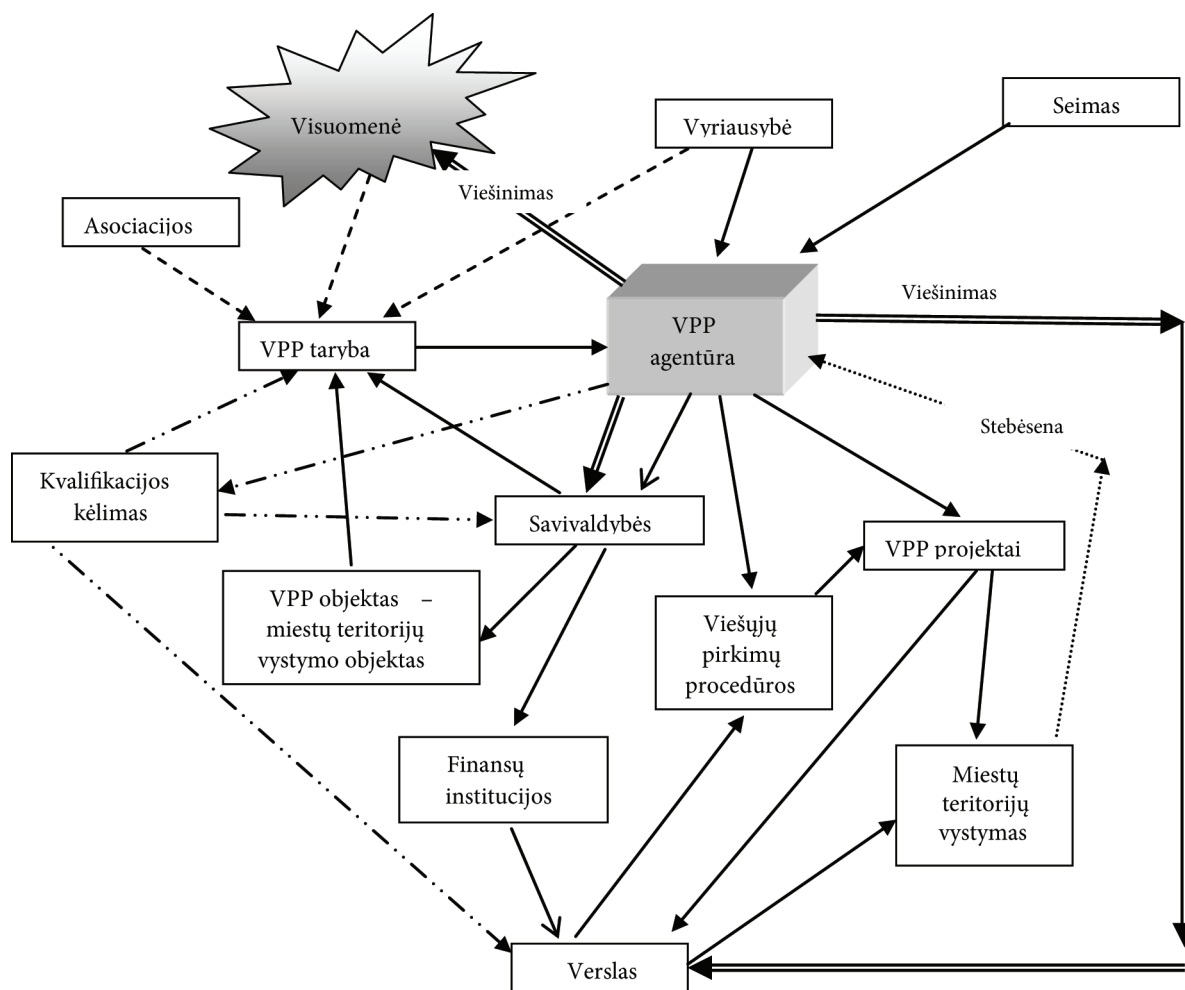 Visuomenė
Vyriausybė
Seimas
Viešinimas
Asociacijos
Viešinimas
VPP
agentūra
VPP taryba
Stebėsena
Kvalifikacijos
kėlimas
Savivaldybės
VPP projektai
VPP objektas –
miestų teritorijų
vystymo objektas
Viešųjų
pirkimų
procedūros
Finansų
institucijos
Miestų
teritorijų
vystymas
Verslas